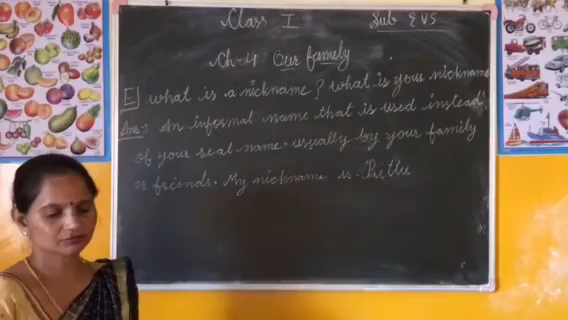 Class I
Sub EVS
Ch-4 Our family
E] what is a nickname? what is your nickname
Ans:) An informal name that is used instead
of your real name. usually by your family
or friends. My nickname is